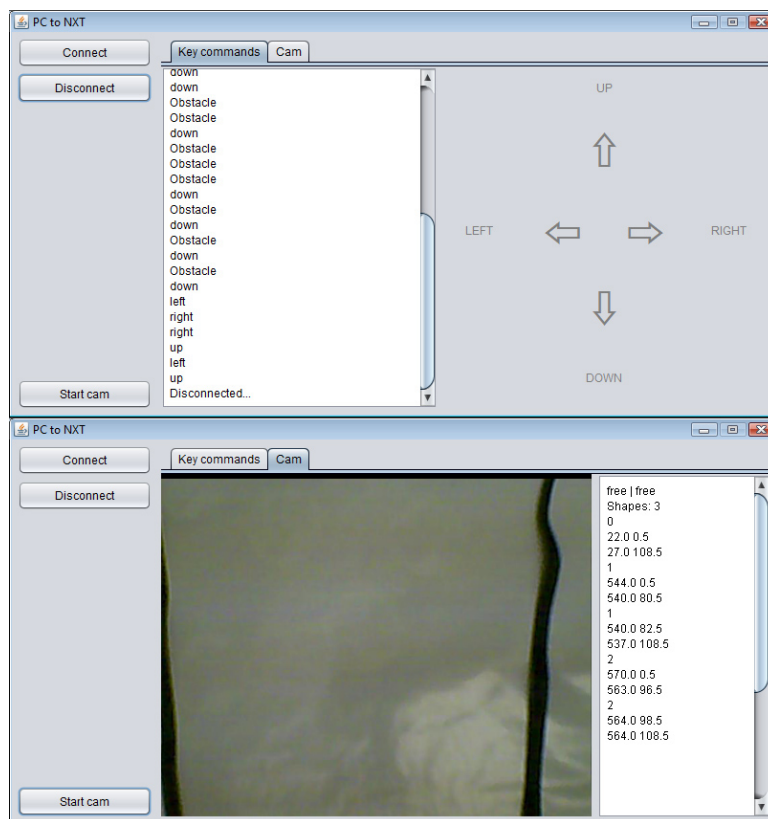 PC to NXT
Connect
Disconnect
Start cam
Key commands Cam
down
down
Obstacle
Obstacle
down
Obstacle
Obstacle
Obstacle
down
Obstacle
down
Obstacle
down
Obstacle
down
left
right
right
up
left
up
Disconnected...
UP
LEFT RIGHT
DOWN
PC to NXT
Connect
Disconnect
Start cam
Key commands Cam
free | free
Shapes: 3
0
22.0 0.5
27.0 108.5
1
544.0 0.5
540.0 80.5
1
540.0 82.5
537.0 108.5
2
570.0 0.5
563.0 96.5
2
564.0 98.5
564.0 108.5